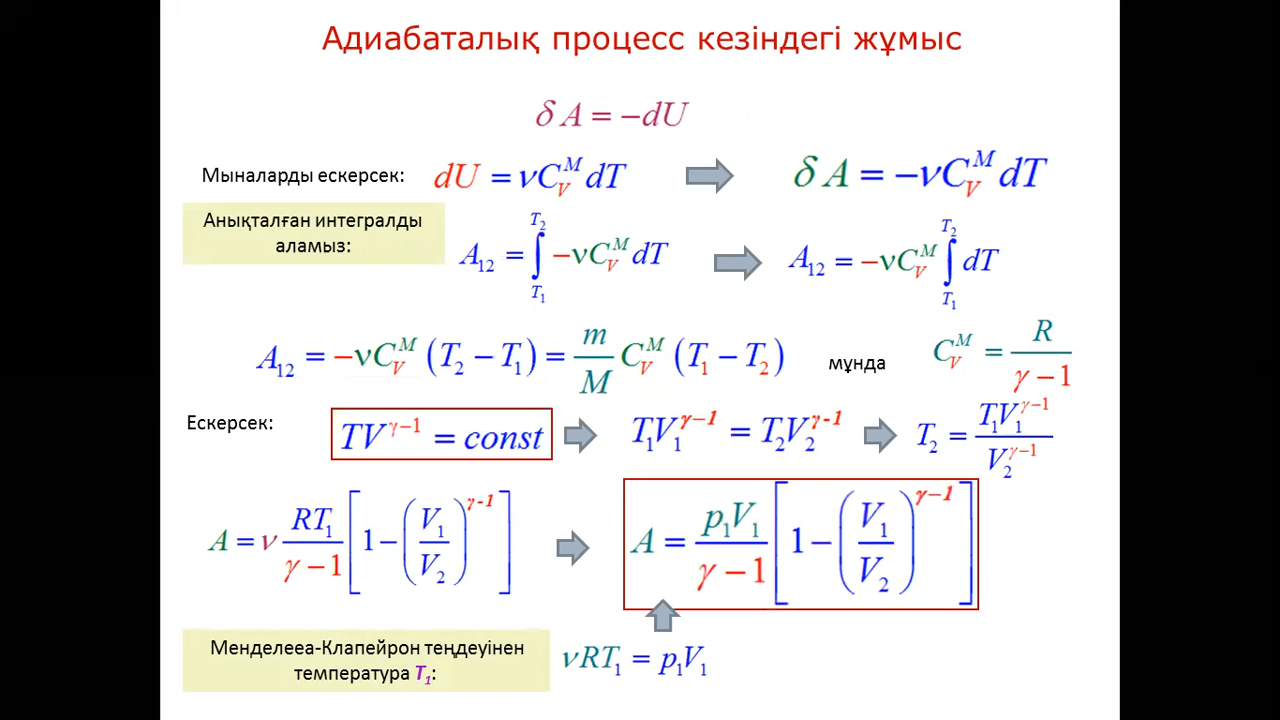 Адиабаталық процесс кезіндегі жұмыс
δA = −dU
Мыналарды ескерсек: dU = νC_V^M dT δA = −νC_V^M dT
Анықталған интегралды
аламыз:
A₁₂ = ∫_{T₁}^{T₂} −νC_V^M dT A₁₂ = −νC_V^M ∫_{T₁}^{T₂} dT
A₁₂ = −νC_V^M (T₂ − T₁) = m/M C_V^M (T₁ − T₂) мұнда C_V^M = R/(γ − 1)
Ескерсек: TV^{γ−1} = const T₁V₁^{γ−1} = T₂V₂^{γ-1} T₂ = T₁V₁^{γ−1}/V₂^{γ−1}
A = ν RT₁/(γ − 1) [1 − (V₁/V₂)^{γ-1}] A = p₁V₁/(γ − 1) [1 − (V₁/V₂)^{γ−1}]
Менделееа-Клапейрон теңдеуінен
температура T₁:
νRT₁ = p₁V₁